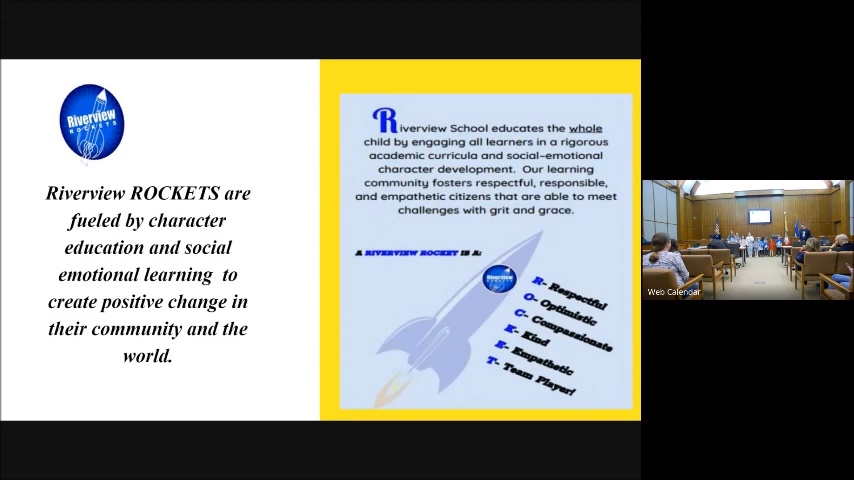 Riverview
ROCKETS
Riverview ROCKETS are
fueled by character
education and social
emotional learning to
create positive change in
their community and the
world.
Riverview School educates the whole
child by engaging all learners in a rigorous
academic curricula and social-emotional
character development. Our learning
community fosters respectful, responsible,
and empathetic citizens that are able to meet
challenges with grit and grace.
A RIVERVIEW ROCKET IS A:
Riverview
R- Respectful
O- Optimistic
C- Compassionate
K- Kind
E- Empathetic
T- Team Player!
Web Calendar